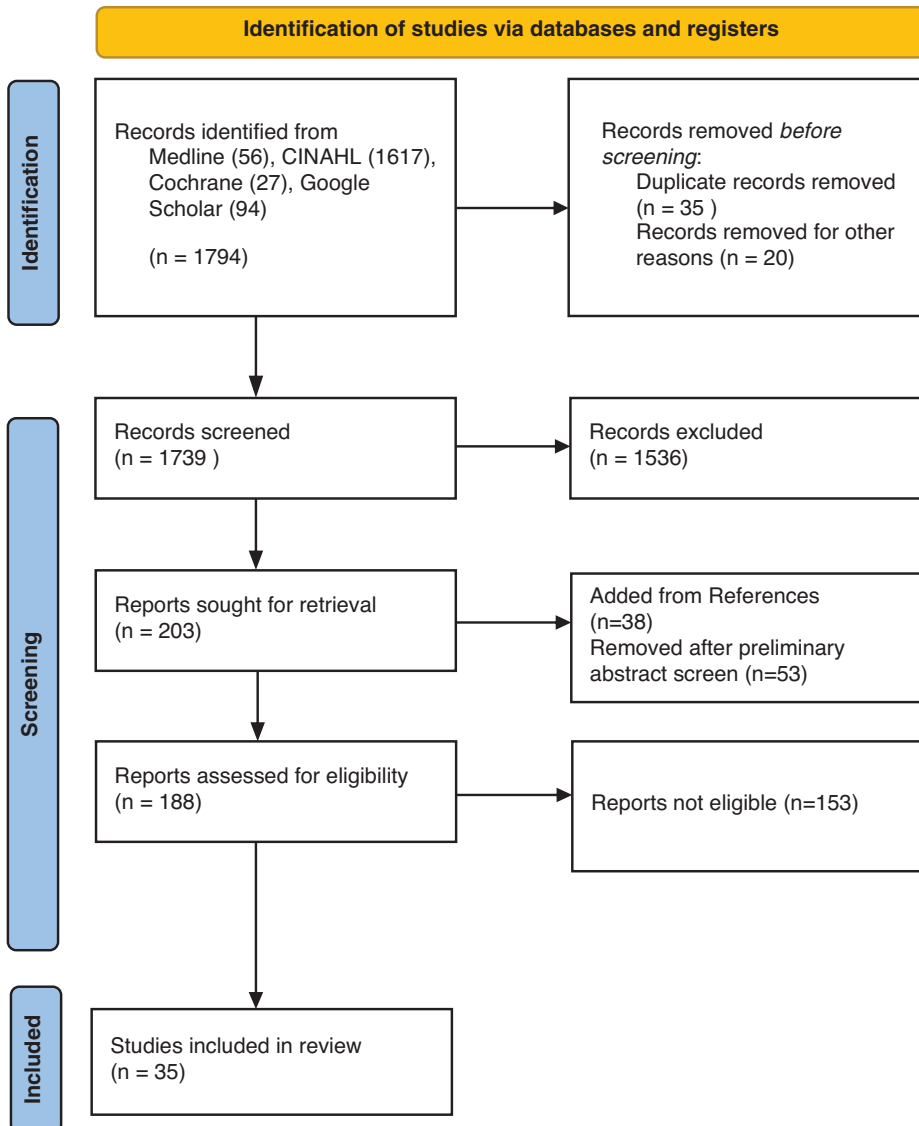 Identification of studies via databases and registers
Identification
Records identified from
Medline (56), CINAHL (1617),
Cochrane (27), Google
Scholar (94)
(n = 1794)
Records removed before
screening:
Duplicate records removed
(n = 35 )
Records removed for other
reasons (n = 20)
Screening
Records screened
(n = 1739 )
Records excluded
(n = 1536)
Reports sought for retrieval
(n = 203)
Added from References
(n=38)
Removed after preliminary
abstract screen (n=53)
Reports assessed for eligibility
(n = 188)
Reports not eligible (n=153)
Included
Studies included in review
(n = 35)